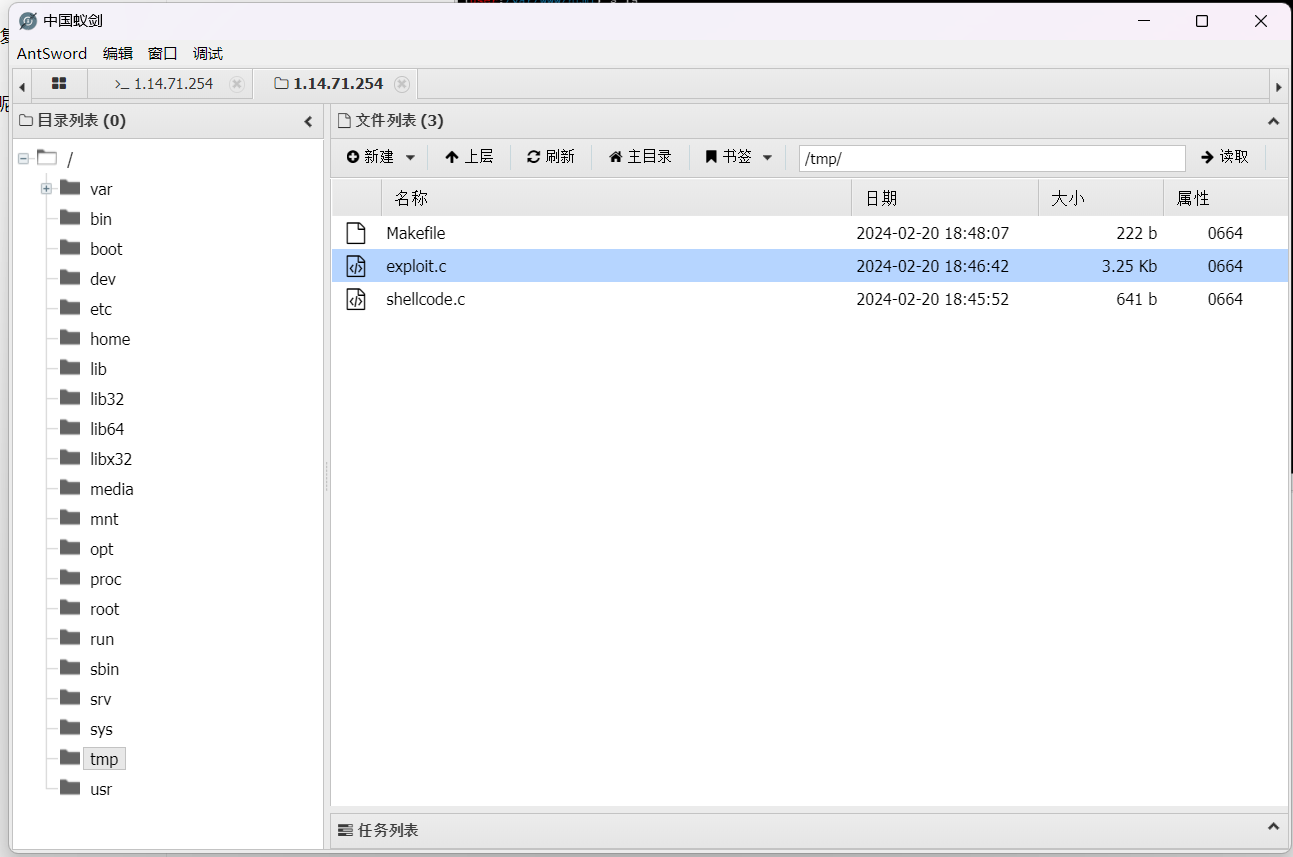 中国蚁剑
AntSword 编辑 窗口 调试
>_ 1.14.71.254 1.14.71.254
目录列表 (0)
/
var
bin
boot
dev
etc
home
lib
lib32
lib64
libx32
media
mnt
opt
proc
root
run
sbin
srv
sys
tmp
usr
文件列表 (3)
新建 上层 刷新 主目录 书签 /tmp/ 读取
名称 日期 大小 属性
Makefile 2024-02-20 18:48:07 222 b 0664
exploit.c 2024-02-20 18:46:42 3.25 Kb 0664
shellcode.c 2024-02-20 18:45:52 641 b 0664
任务列表